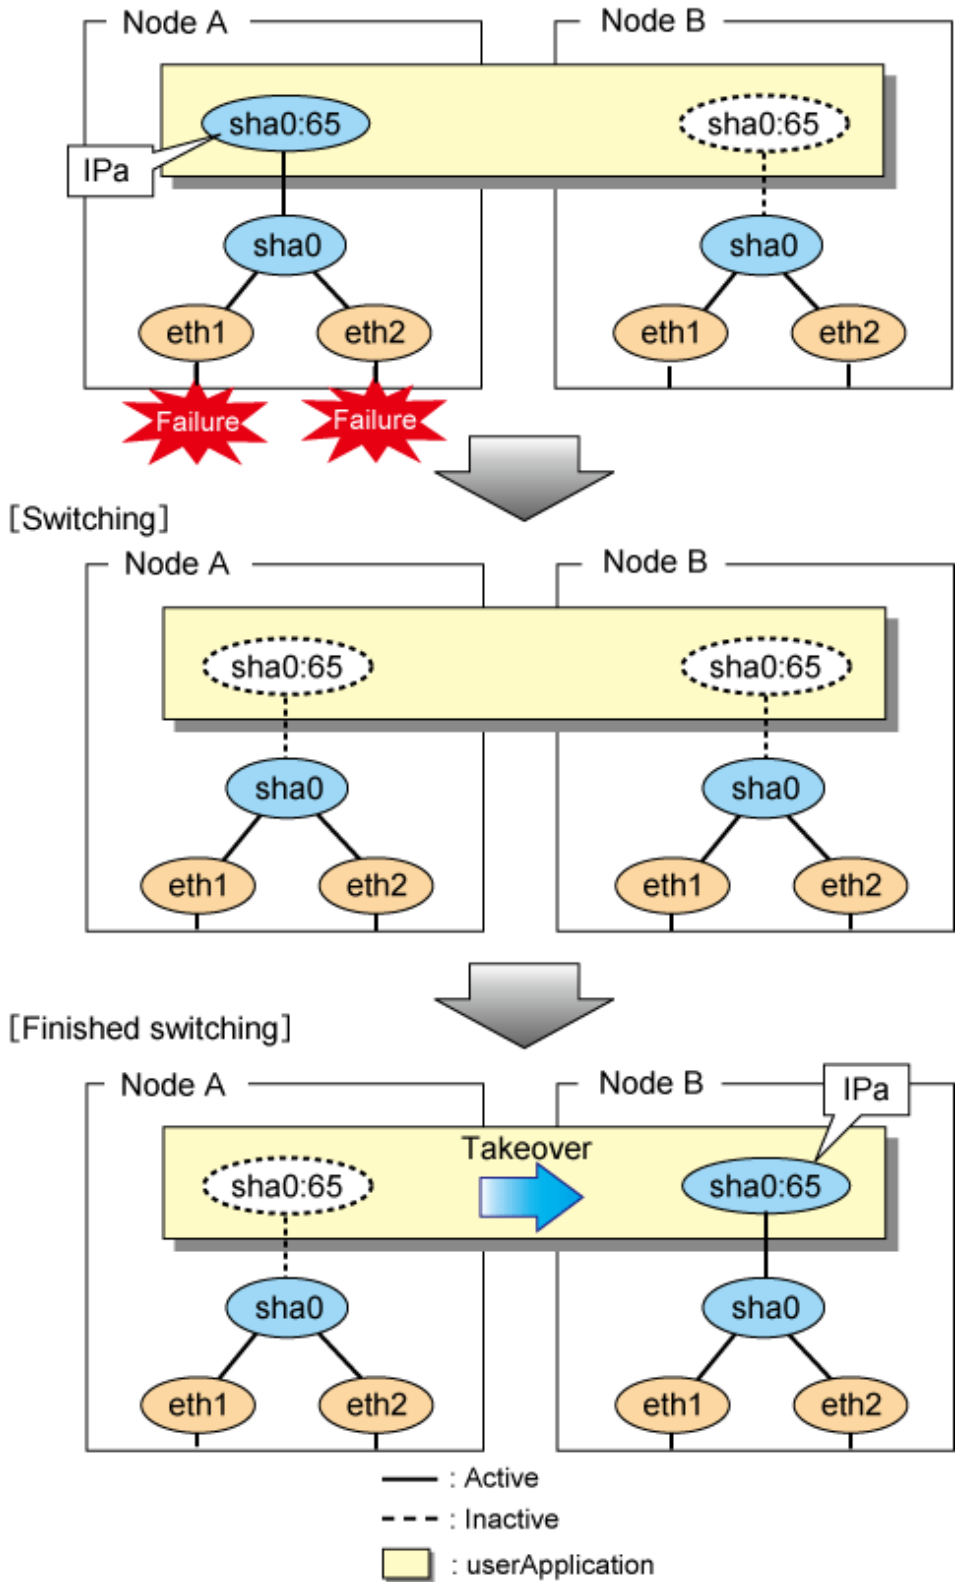 Node A Node B
sha0:65 sha0:65
IPa
sha0 sha0
eth1 eth2 eth1 eth2
Failure Failure
[Switching]
Node A Node B
sha0:65 sha0:65
sha0 sha0
eth1 eth2 eth1 eth2
[Finished switching]
Node A Node B
IPa
Takeover
sha0:65 sha0:65
sha0 sha0
eth1 eth2 eth1 eth2
: Active
: Inactive
: userApplication